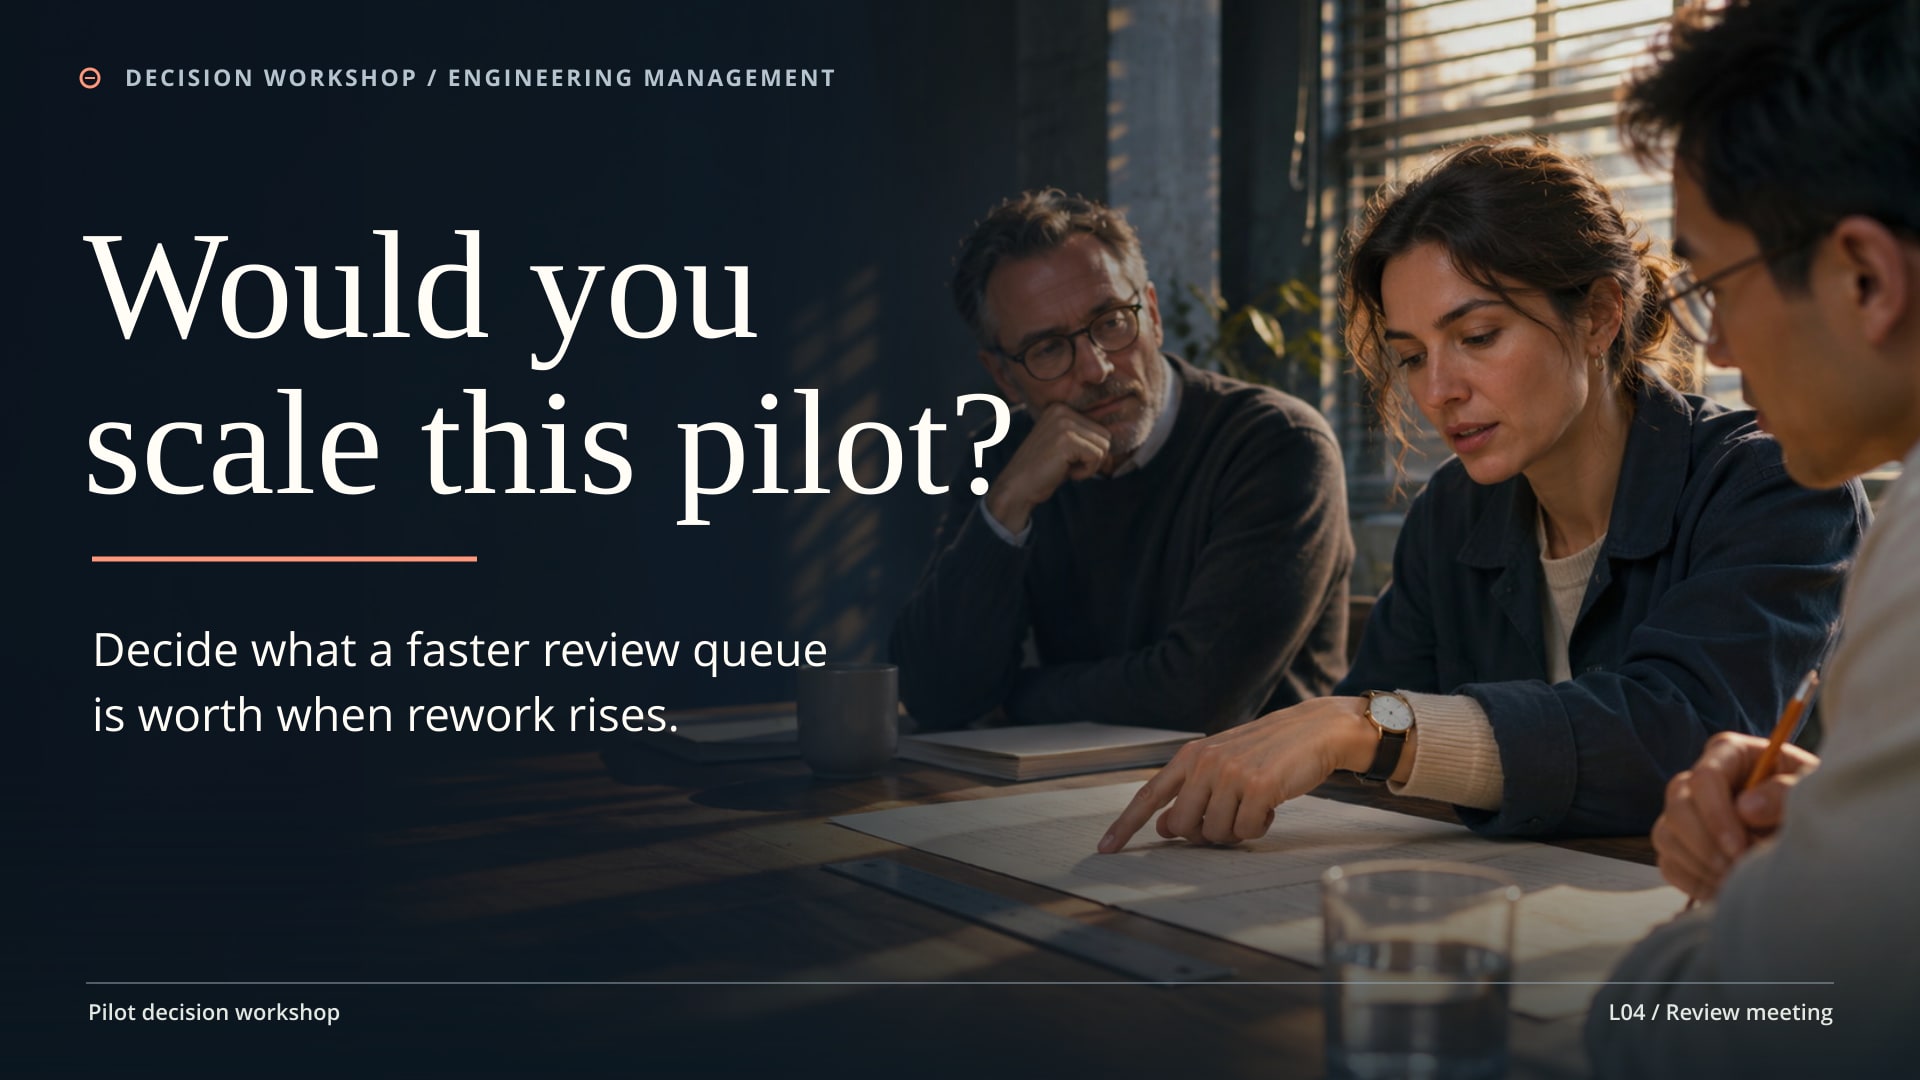 DECISION WORKSHOP / ENGINEERING MANAGEMENT
Would you
scale this pilot?
Decide what a faster review queue
is worth when rework rises.
Pilot decision workshop
L04 / Review meeting